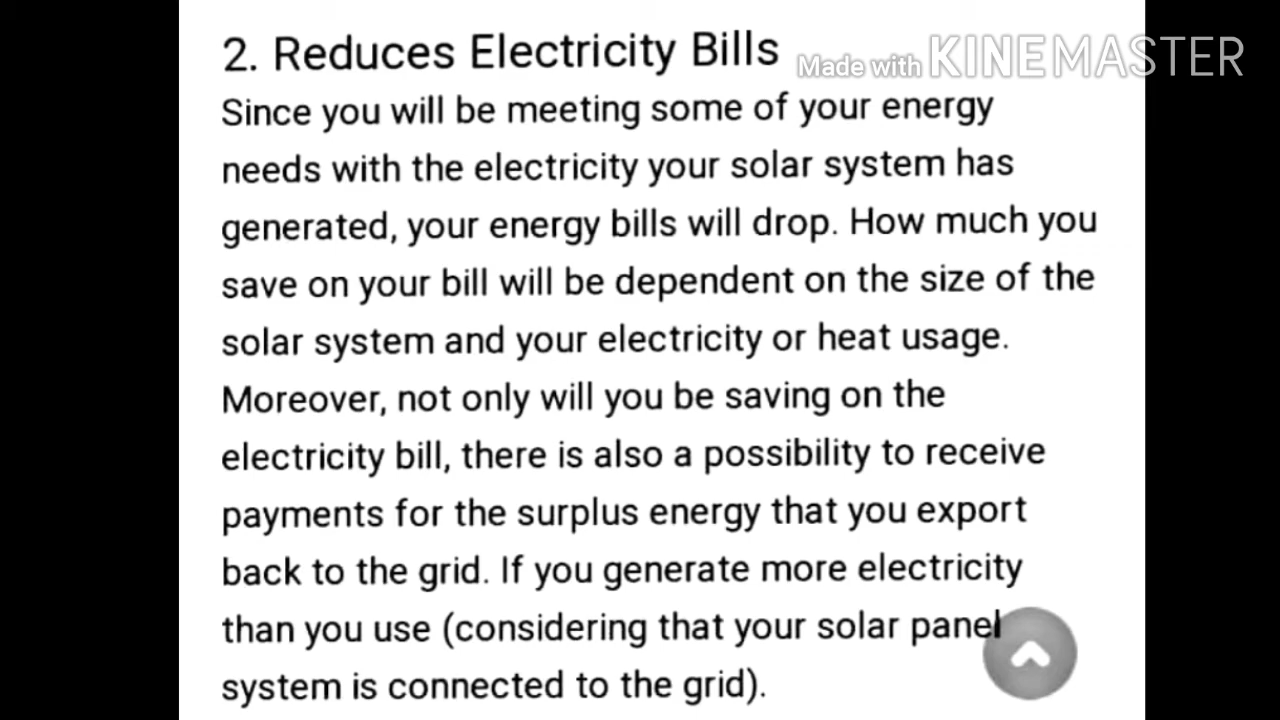 2. Reduces Electricity Bills
Made with KINEMASTER
Since you will be meeting some of your energy
needs with the electricity your solar system has
generated, your energy bills will drop. How much you
save on your bill will be dependent on the size of the
solar system and your electricity or heat usage.
Moreover, not only will you be saving on the
electricity bill, there is also a possibility to receive
payments for the surplus energy that you export
back to the grid. If you generate more electricity
than you use (considering that your solar panel
system is connected to the grid).